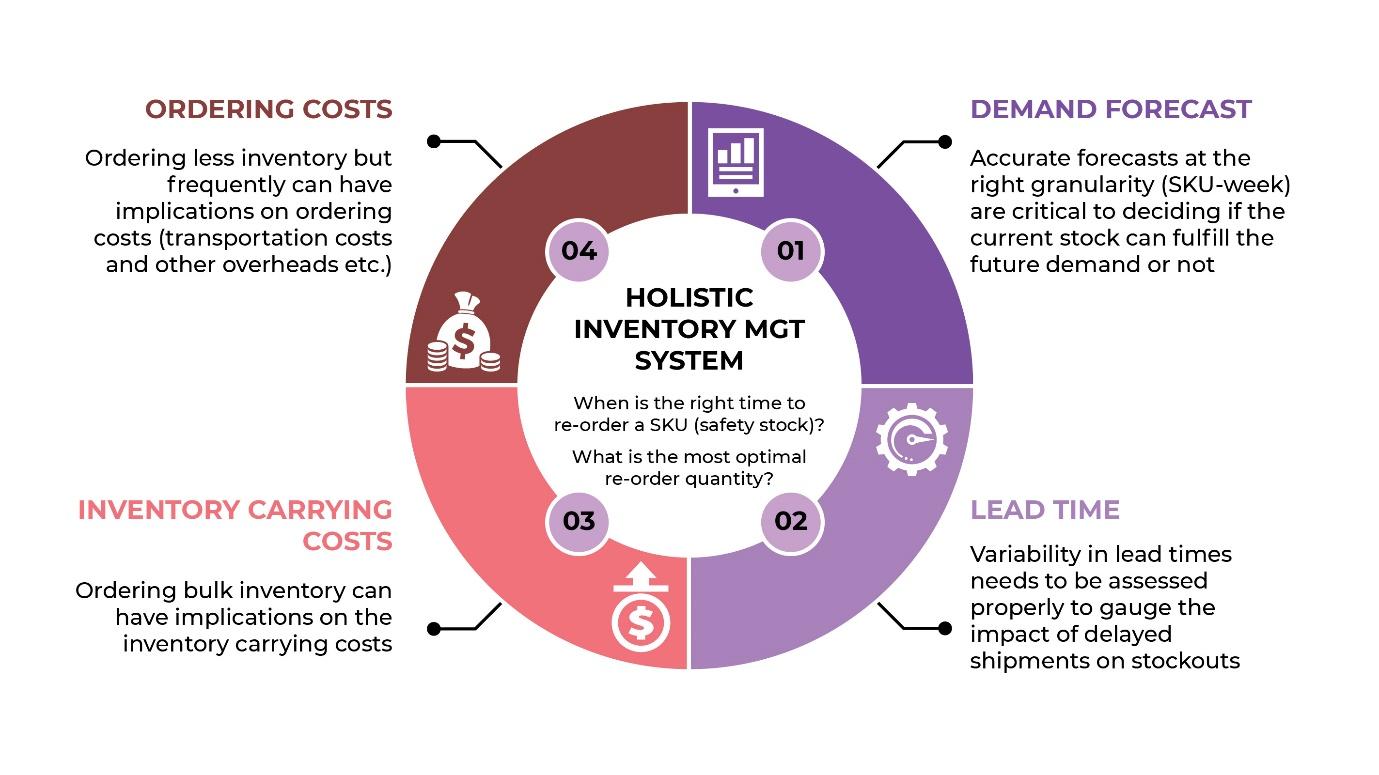 ORDERING COSTS
Ordering less inventory but
frequently can have
implications on ordering
costs (transportation costs
and other overheads etc.)
DEMAND FORECAST
Accurate forecasts at the
right granularity (SKU-week)
are critical to deciding if the
current stock can fulfill the
future demand or not
04
01
HOLISTIC
INVENTORY MGT
SYSTEM
When is the right time to
re-order a SKU (safety stock)?
What is the most optimal
re-order quantity?
03
02
$
INVENTORY CARRYING
COSTS
Ordering bulk inventory can
have implications on the
inventory carrying costs
$
LEAD TIME
Variability in lead times
needs to be assessed
properly to gauge the
impact of delayed
shipments on stockouts